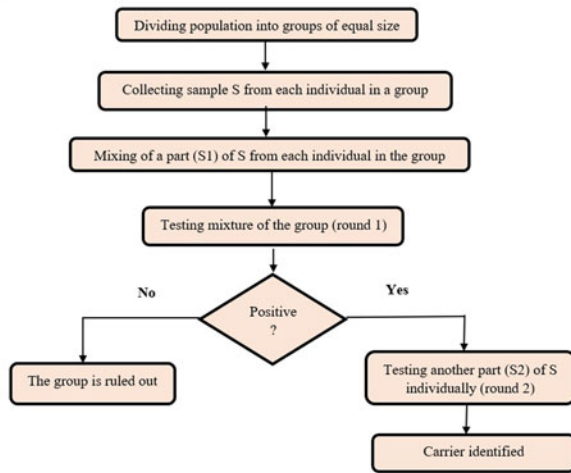 Dividing population into groups of equal size
Collecting sample S from each individual in a group
Mixing of a part (S1) of S from each individual in the group
Testing mixture of the group (round 1)
Positive
?
No
Yes
The group is ruled out
Testing another part (S2) of S
individually (round 2)
Carrier identified